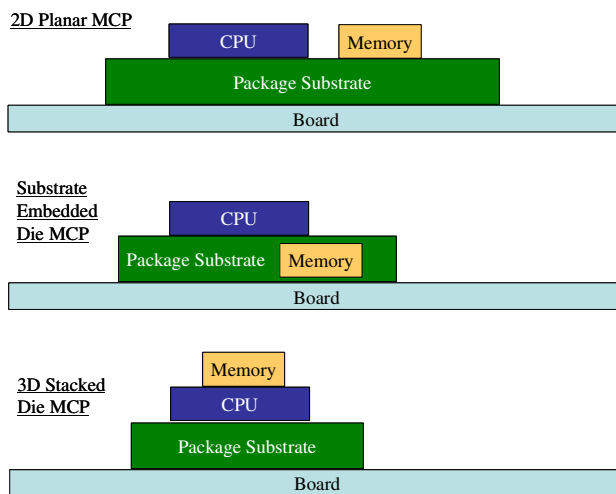 2D Planar MCP
CPU
Memory
Package Substrate
Board
Substrate
Embedded
Die MCP
CPU
Package Substrate
Memory
Board
3D Stacked
Die MCP
Memory
CPU
Package Substrate
Board